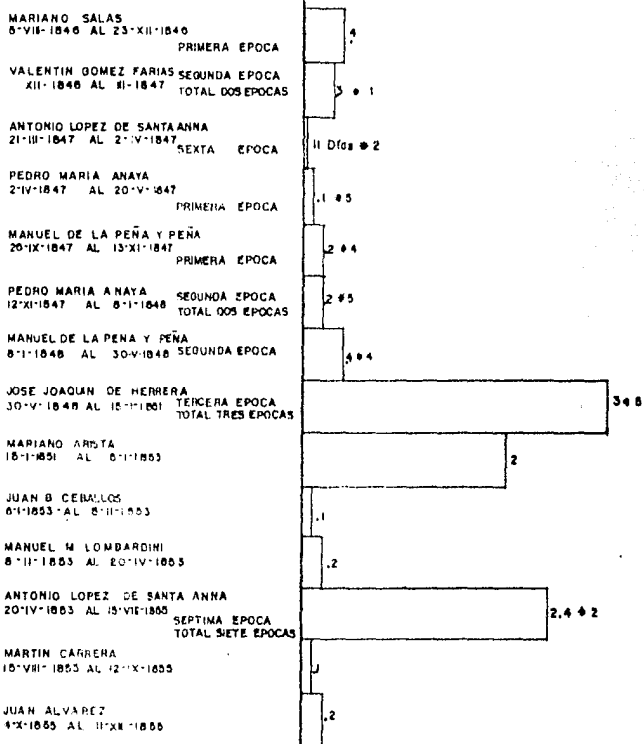 MARIANO SALAS
6-VIII-1846 AL 23-XII-1846
PRIMERA EPOCA
4
VALENTIN GOMEZ FARIAS SEGUNDA EPOCA
XII-1846 AL III-1847 TOTAL DOS EPOCAS
3 * 1
ANTONIO LOPEZ DE SANTA ANNA
21-III-1847 AL 2-IV-1847
SEXTA EPOCA
11 Días * 2
PEDRO MARIA ANAYA
2-IV-1847 AL 20-V-1847
PRIMERA EPOCA
.1 *5
MANUEL DE LA PEÑA Y PEÑA
26-IX-1847 AL 13-XI-1847
PRIMERA EPOCA
.2 *4
PEDRO MARIA ANAYA SEGUNDA EPOCA
12-XI-1847 AL 8-I-1848 TOTAL DOS EPOCAS
.2 *5
MANUEL DE LA PENA Y PEÑA
8-I-1848 AL 30-V-1848 SEGUNDA EPOCA
.4 *4
JOSE JOAQUIN DE HERRERA
30-V-1848 AL 15-I-1851 TERCERA EPOCA
TOTAL TRES EPOCAS
MARIANO ARISTA
15-I-1851 AL 6-I-1853
2
JUAN B CEBALLOS
6-I-1853 AL 8-II-1853
.1
MANUEL M LOMBARDINI
8-II-1853 AL 20-IV-1853
.2
ANTONIO LOPEZ DE SANTA ANNA
20-IV-1853 AL
SEPTIMA EPOCA
TOTAL SIETE EPOCAS
2.4 * 2
MARTIN CARRERA
15-VIII-1855 AL 12-IX-1855
JUAN ALVAREZ
4-X-1855 AL 11-XII-1855
.2